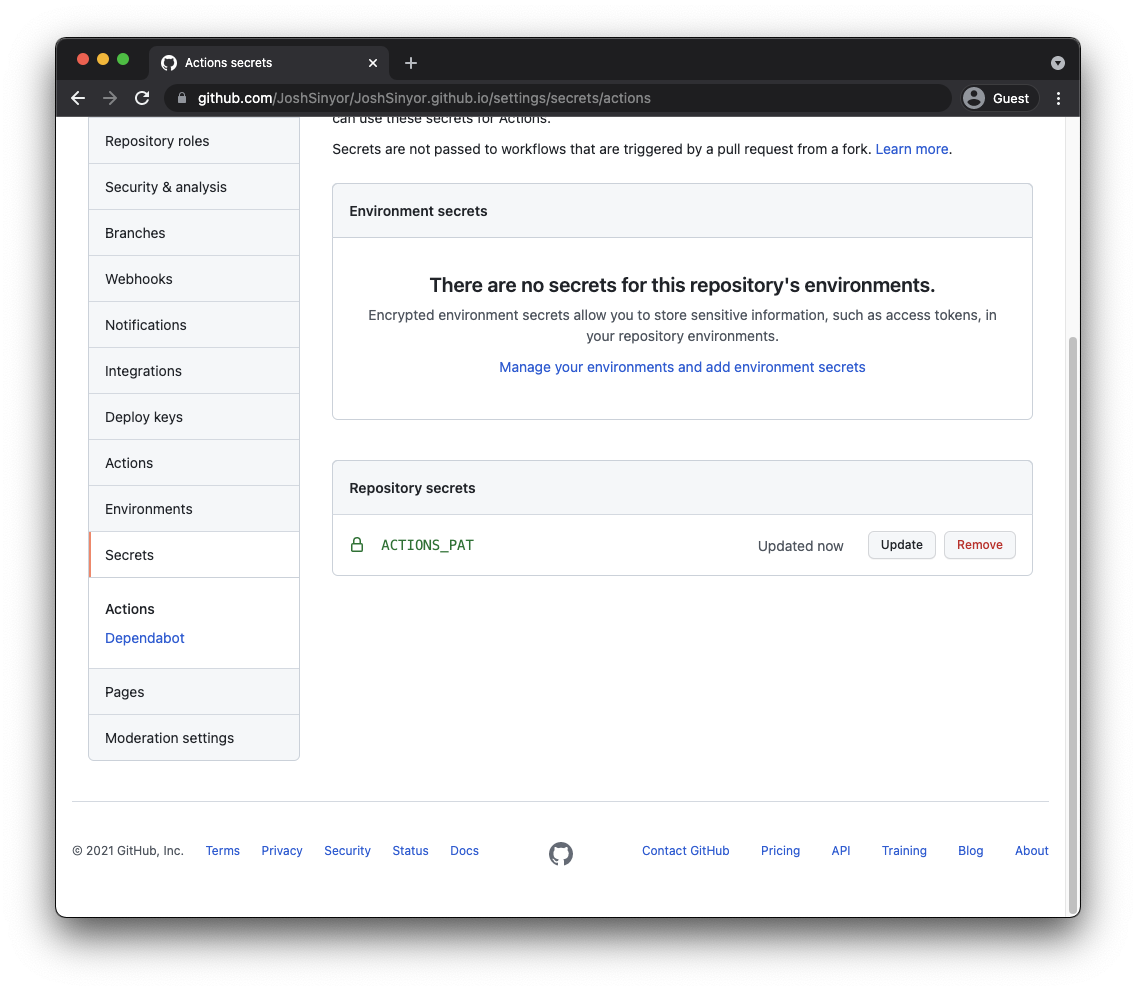 Actions secrets
github.com/JoshSinyor/JoshSinyor.github.io/settings/secrets/actions
Guest
Repository roles
Security & analysis
Branches
Webhooks
Notifications
Integrations
Deploy keys
Actions
Environments
Secrets
Actions
Dependabot
Pages
Moderation settings
can use these secrets for Actions.
Secrets are not passed to workflows that are triggered by a pull request from a fork. Learn more.
Environment secrets
There are no secrets for this repository's environments.
Encrypted environment secrets allow you to store sensitive information, such as access tokens, in
your repository environments.
Manage your environments and add environment secrets
Repository secrets
ACTIONS_PAT Updated now Update Remove
© 2021 GitHub, Inc. Terms Privacy Security Status Docs Contact GitHub Pricing API Training Blog About